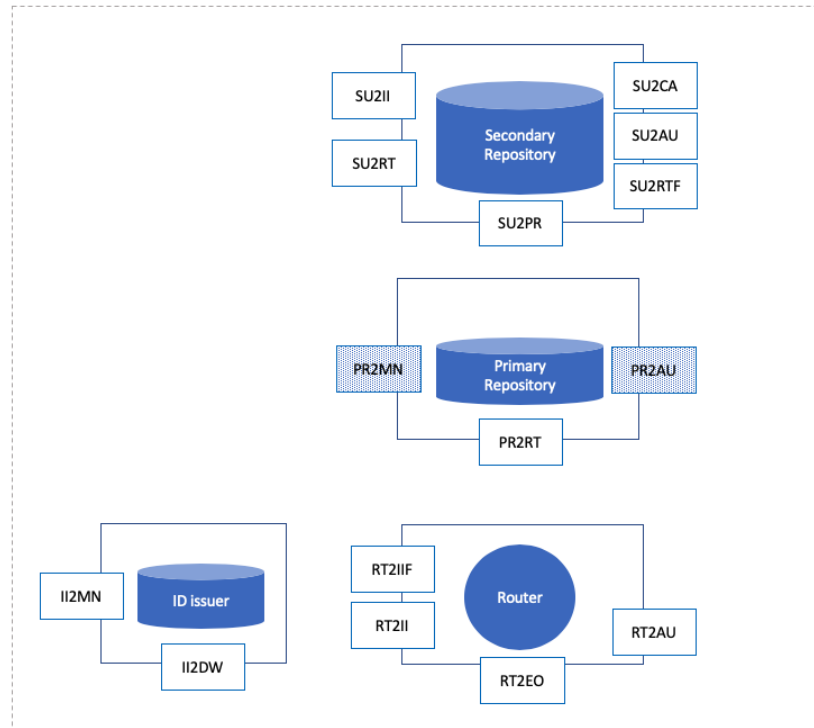 SU2II
SU2CA
Secondary
Repository
SU2AU
SU2RT
SU2RTF
SU2PR
PR2MN
Primary
Repository
PR2AU
PR2RT
II2MN
ID issuer
II2DW
RT2IIF
Router
RT2II
RT2AU
RT2EO